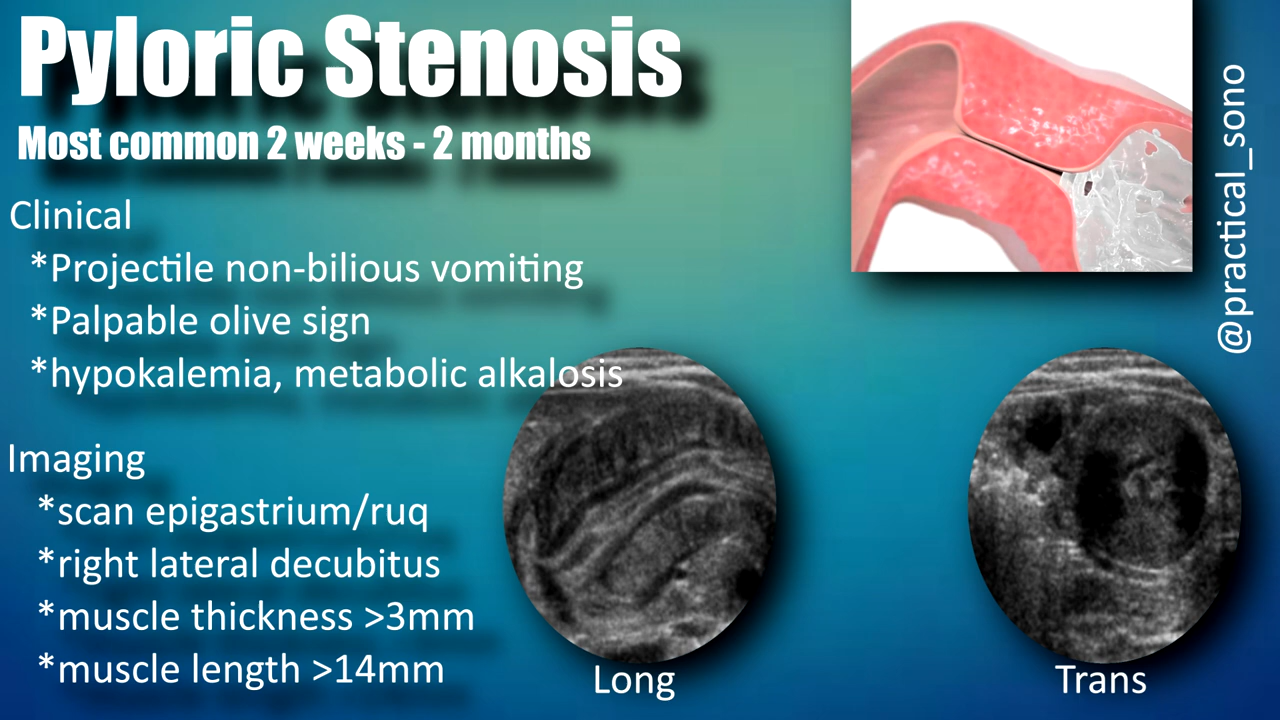 Pyloric Stenosis
Most common 2 weeks - 2 months
Clinical
*Projectile non-bilious vomiting
*Palpable olive sign
*hypokalemia, metabolic alkalosis
Imaging
*scan epigastrium/ruq
*right lateral decubitus
*muscle thickness >3mm
*muscle length >14mm
Long
Trans
@practical_sono